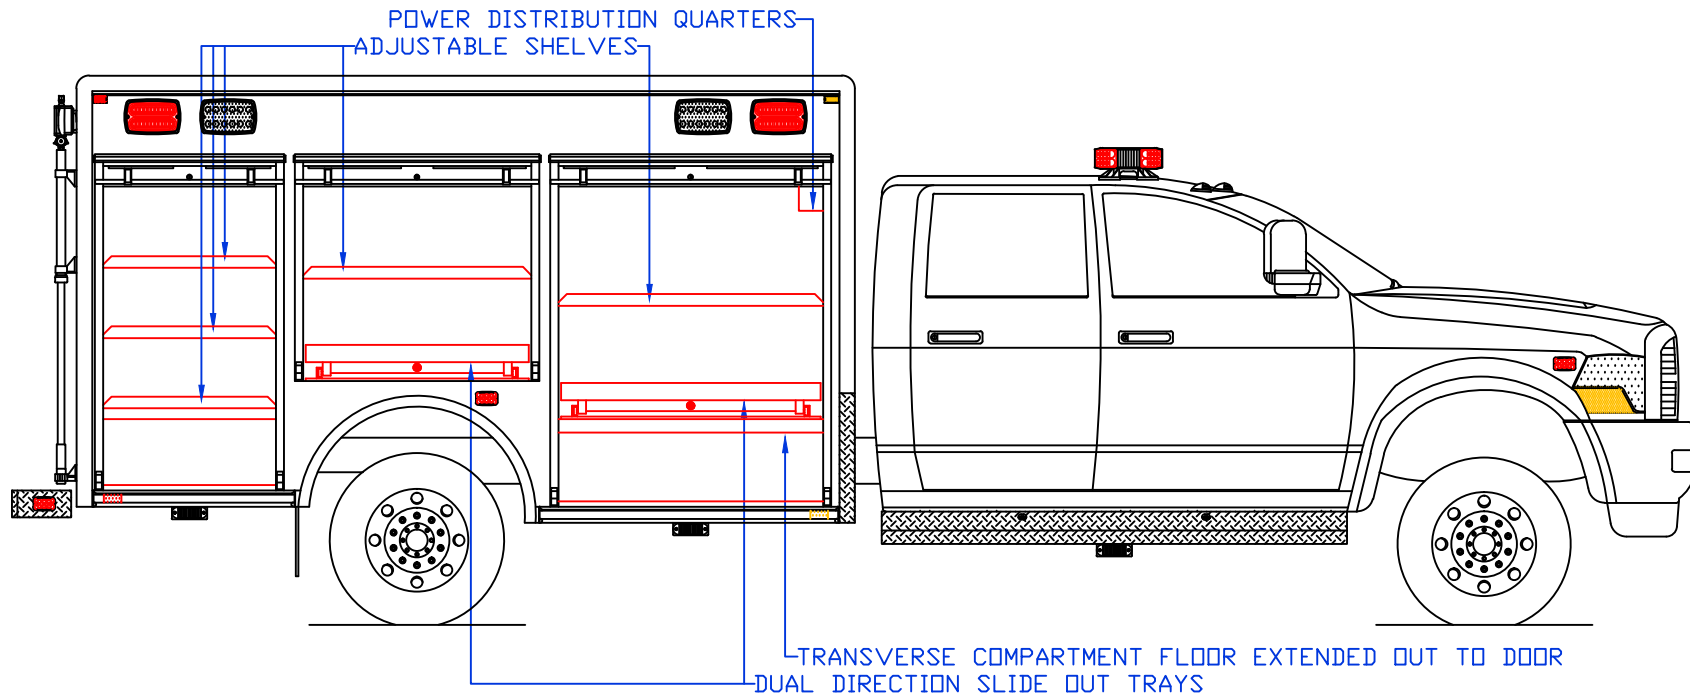 POWER DISTRIBUTION QUARTERS
ADJUSTABLE SHELVES
TRANSVERSE COMPARTMENT FLOOR EXTENDED OUT TO DOOR
DUAL DIRECTION SLIDE OUT TRAYS